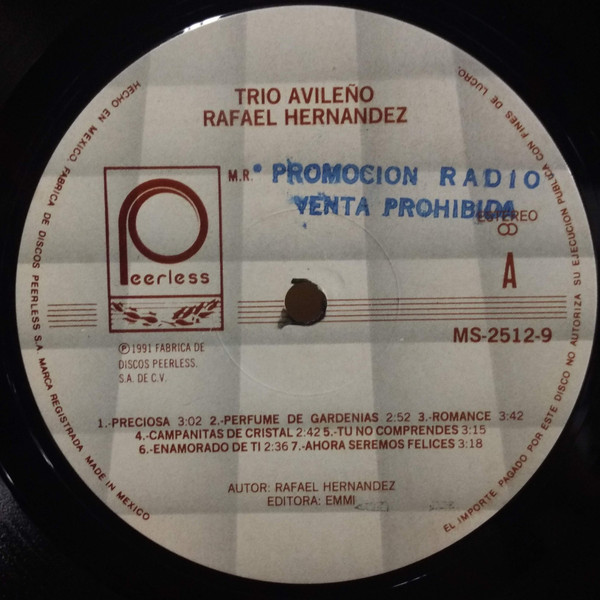 TRIO AVILEÑO
RAFAEL HERNANDEZ
HECHO EN MEXICO. FABRICA DE DISCOS PEERLESS S.A. MARCA REGISTRADA MADE IN MEXICO
EL IMPORTE PAGADO POR ESTE DISCO NO AUTORIZA SU EJECUCION PUBLICA CON FINES DE LUCRO.
Peerless
M.R.
PROMOCION RADIO
VENTA PROHIBIDA
ESTEREO
A
MS-2512-9
Ⓟ1991 FABRICA DE
DISCOS PEERLESS.
S.A. DE C.V.
1.-PRECIOSA 3:02 2.-PERFUME DE GARDENIAS 2:52 3.-ROMANCE 3:42
4.-CAMPANITAS DE CRISTAL 2:42 5.-TU NO COMPRENDES 3:15
6.-ENAMORADO DE TI 2:36 7.-AHORA SEREMOS FELICES 3:18
AUTOR: RAFAEL HERNANDEZ
EDITORA: EMMI